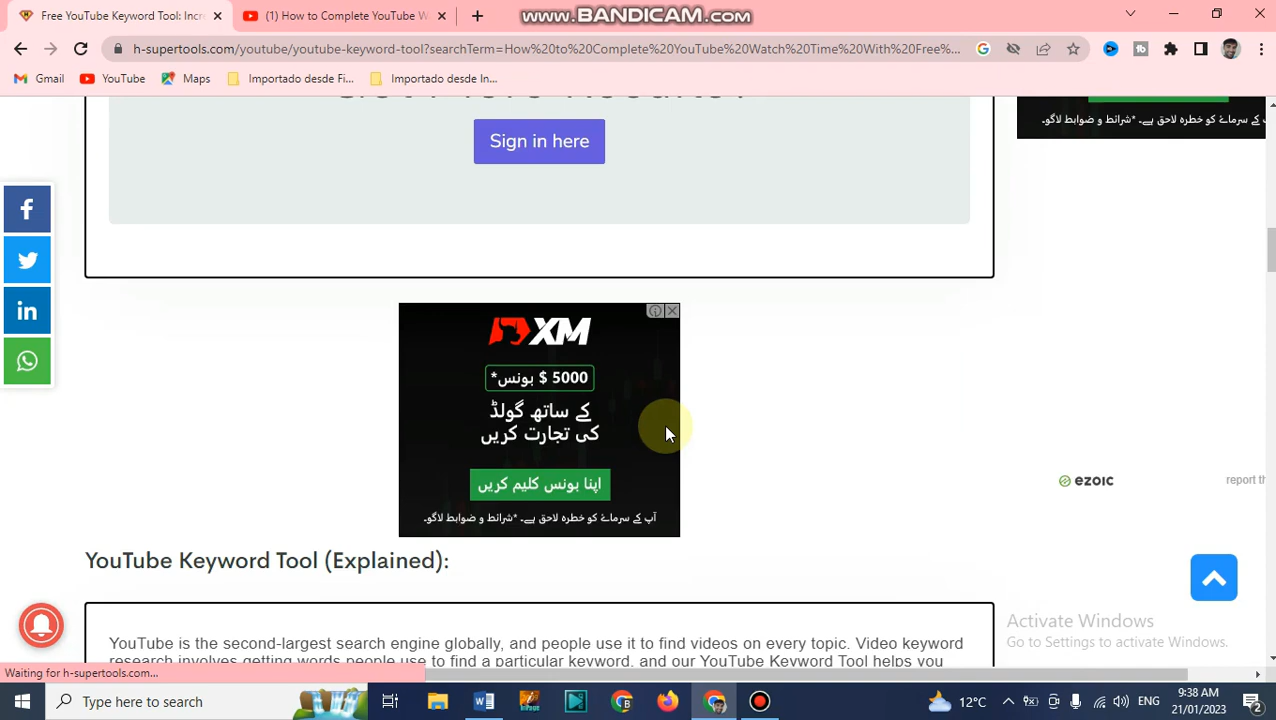 Free YouTube Keyword Tool: Incr
(1) How to Complete YouTube W
www.BANDICAM.com
h-supertools.com/youtube/youtube-keyword-tool?searchTerm=How%20to%20Complete%20YouTube%20Watch%20Time%20With%20Free%...
Gmail
YouTube
Maps
Importado desde Fi...
Importado desde In...
Get More Results?
Sign in here
آپ کے سرمائے کو خطرہ لاحق ہے۔ *شرائط و ضوابط لاگو۔
XM
5000 $ بونس*
کے ساتھ گولڈ
کی تجارت کریں
اپنا بونس کلیم کریں
آپ کے سرمائے کو خطرہ لاحق ہے۔ *شرائط و ضوابط لاگو۔
ezoic
report th
YouTube Keyword Tool (Explained):
YouTube is the second-largest search engine globally, and people use it to find videos on every topic. Video keyword
research involves getting words people use to find a particular keyword, and our YouTube Keyword Tool helps you
Activate Windows
Go to Settings to activate Windows.
Waiting for h-supertools.com...
Type here to search
12°C
ENG
9:38 AM
21/01/2023
2